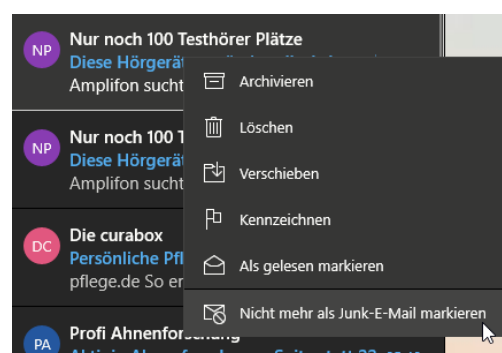 NP
Nur noch 100 Testhörer Plätze
Diese Hörgerä
Amplifon sucht
Archivieren
Löschen
NP
Nur noch 100 T
Diese Hörgerät
Amplifon sucht
Verschieben
Kennzeichnen
DC
Die curabox
Persönliche Pfl
pflege.de So er
Als gelesen markieren
Nicht mehr als Junk-E-Mail markieren
PA
Profi Ahnenforschung